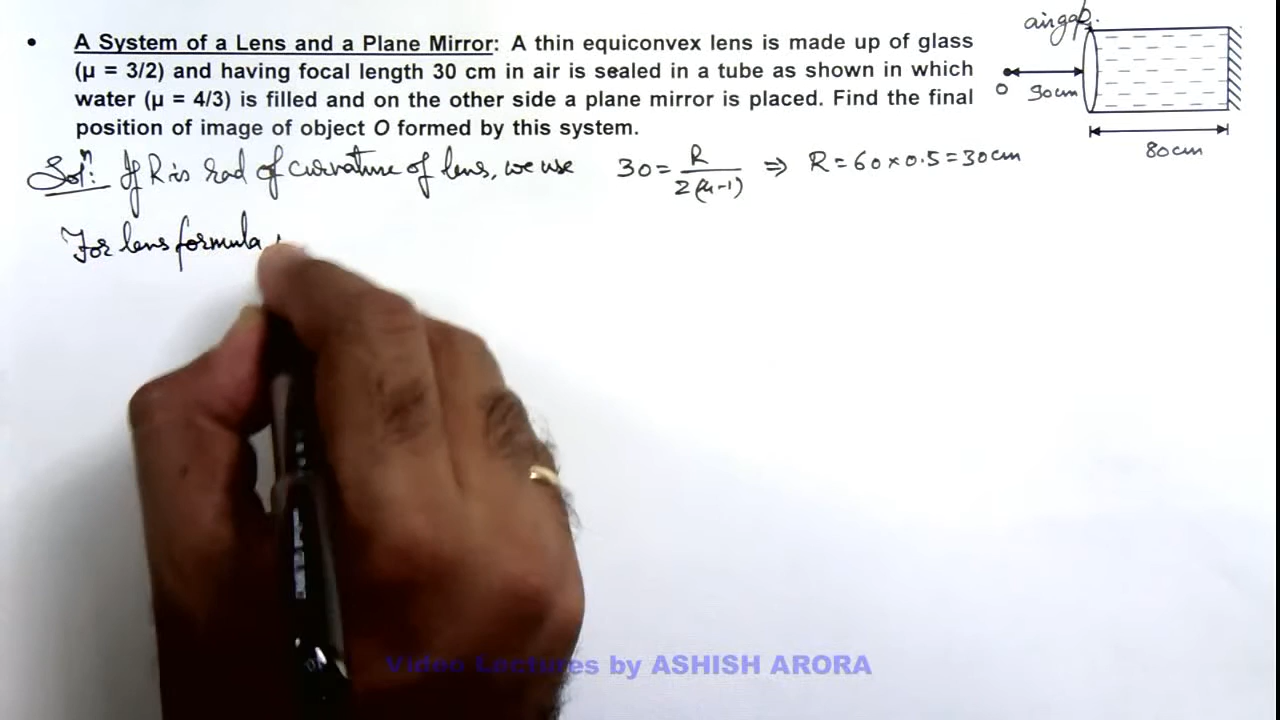 • A System of a Lens and a Plane Mirror: A thin equiconvex lens is made up of glass
(μ = 3/2) and having focal length 30 cm in air is sealed in a tube as shown in which
water (μ = 4/3) is filled and on the other side a plane mirror is placed. Find the final
position of image of object O formed by this system.
air gap.
O
90cm
80cm
Solⁿ: If R is rad of curvature of lens, we use 30 = R/2(μ-1) ⇒ R = 60 × 0.5 = 30cm
For lens formula
Video Lectures by ASHISH ARORA